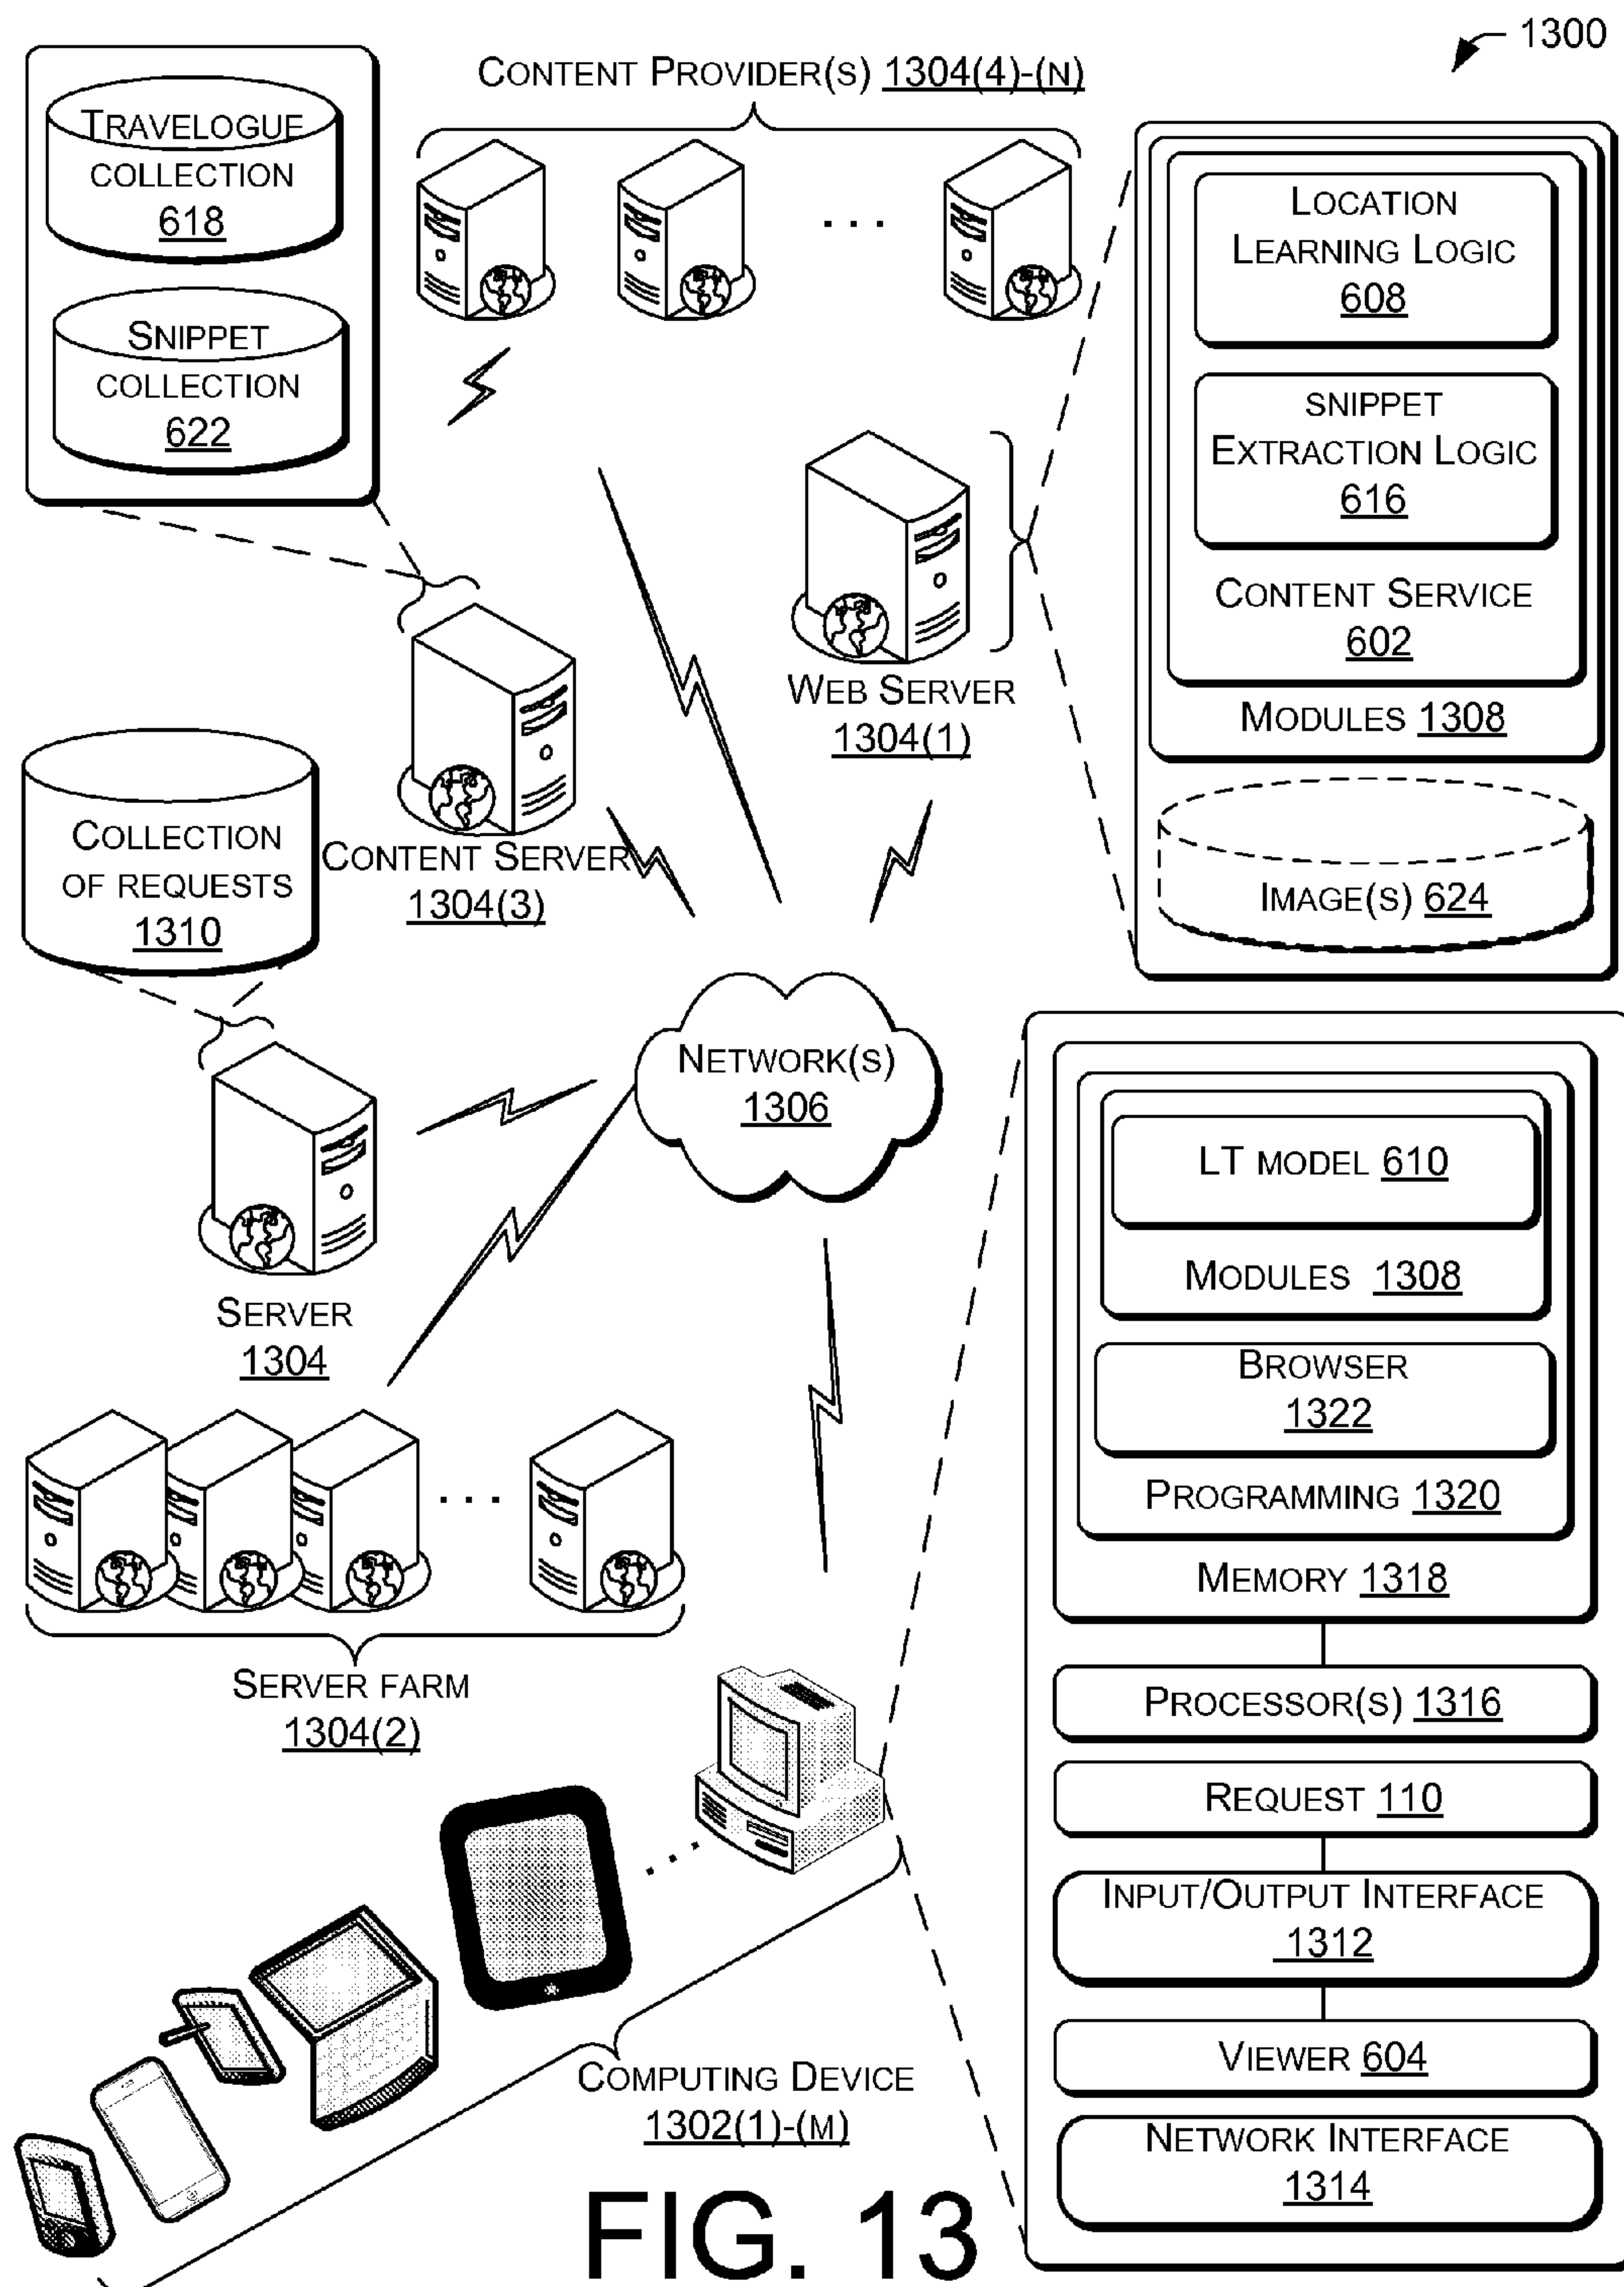 1300
CONTENT PROVIDER(S) 1304(4)-(N)
TRAVELOGUE
COLLECTION
618
SNIPPET
COLLECTION
622
LOCATION
LEARNING LOGIC
608
SNIPPET
EXTRACTION LOGIC
616
CONTENT SERVICE
602
MODULES 1308
IMAGE(S) 624
WEB SERVER
1304(1)
CONTENT SERVER
1304(3)
COLLECTION
OF REQUESTS
1310
NETWORK(S)
1306
SERVER
1304
LT MODEL 610
MODULES 1308
BROWSER
1322
PROGRAMMING 1320
MEMORY 1318
PROCESSOR(S) 1316
REQUEST 110
INPUT/OUTPUT INTERFACE
1312
VIEWER 604
NETWORK INTERFACE
1314
SERVER FARM
1304(2)
COMPUTING DEVICE
1302(1)-(M)
FIG. 13